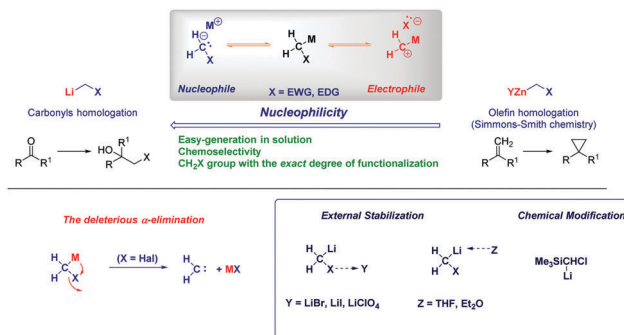 M⊕
H ⊖
H C :
X
H M
H C X
X ⊖
H M
H C ⊕
Nucleophile
X = EWG, EDG
Electrophile
Li X
Carbonyls homologation
Nucleophilicity
YZn X
Olefin homologation
(Simmons-Smith chemistry)
Easy-generation in solution
Chemoselectivity
CH₂X group with the exact degree of functionalization
O
R R¹
HO R¹
R X
CH₂
R R¹
R R¹
The deleterious α-elimination
H M
H C X
(X = Hal)
H
H C : + MX
External Stabilization
H Li
H C X Y
Y = LiBr, LiI, LiClO₄
H Li Z
H C X
Z = THF, Et₂O
Chemical Modification
Me₃SiCHCl
Li